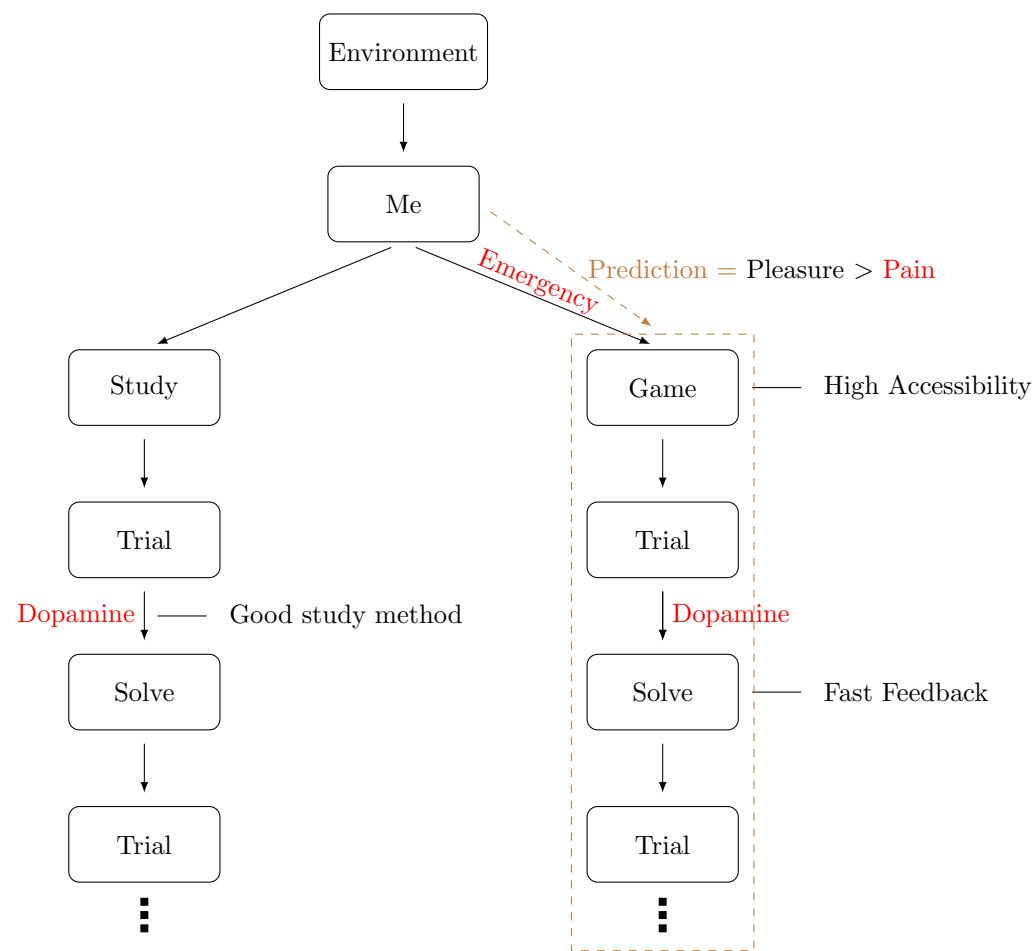 Environment
Me
Emergency
Prediction = Pleasure > Pain
Study
Game
High Accessibility
Trial
Trial
Dopamine
Good study method
Dopamine
Solve
Solve
Fast Feedback
Trial
Trial